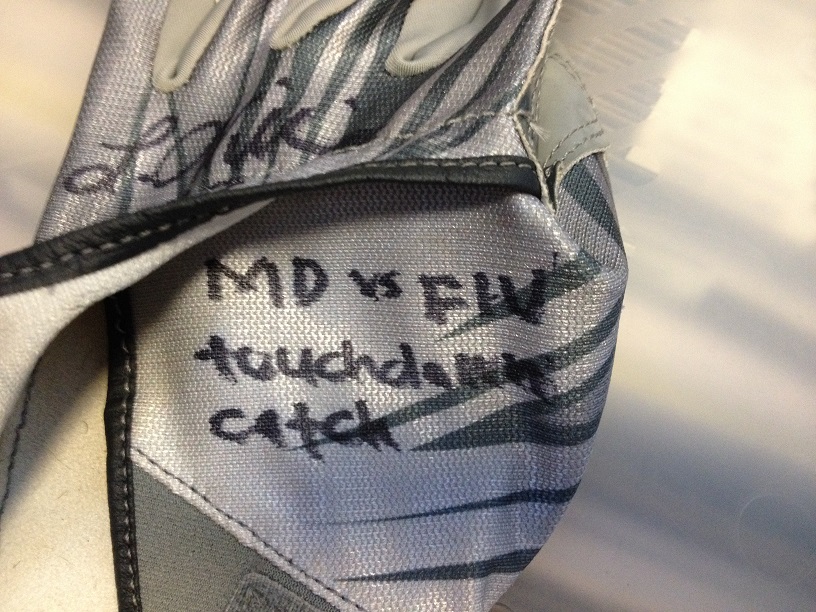 MD vs FIU
touchdown
catch